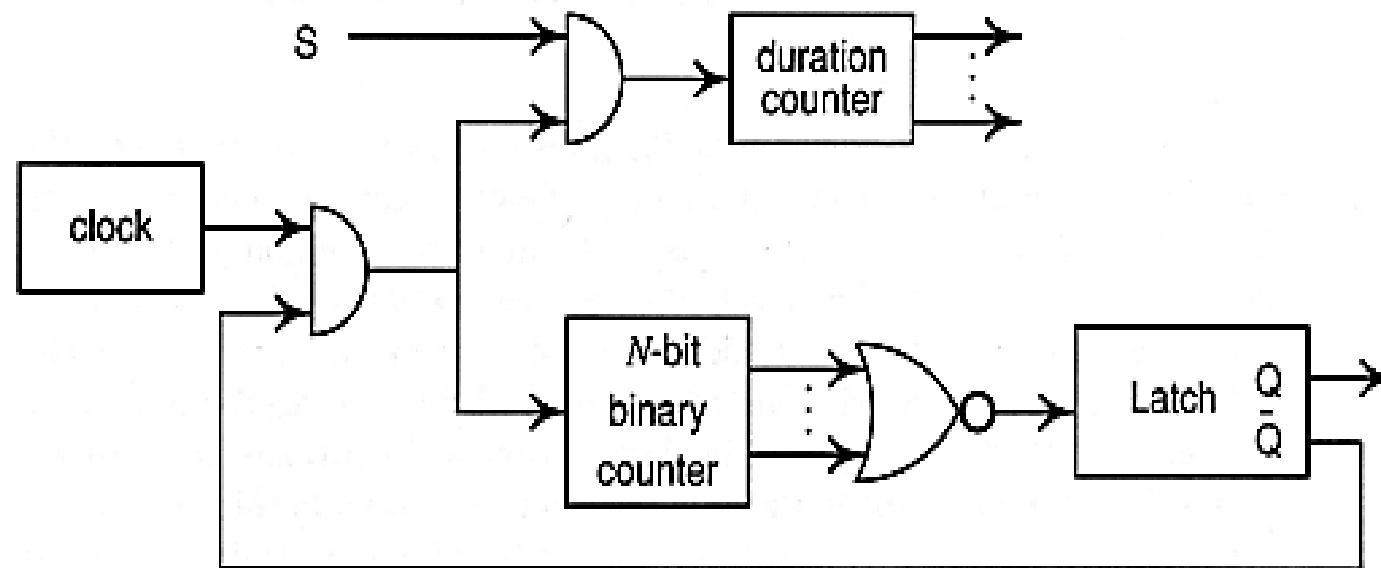 S
duration
counter
clock
N-bit
binary
counter
Latch Q
Q̄